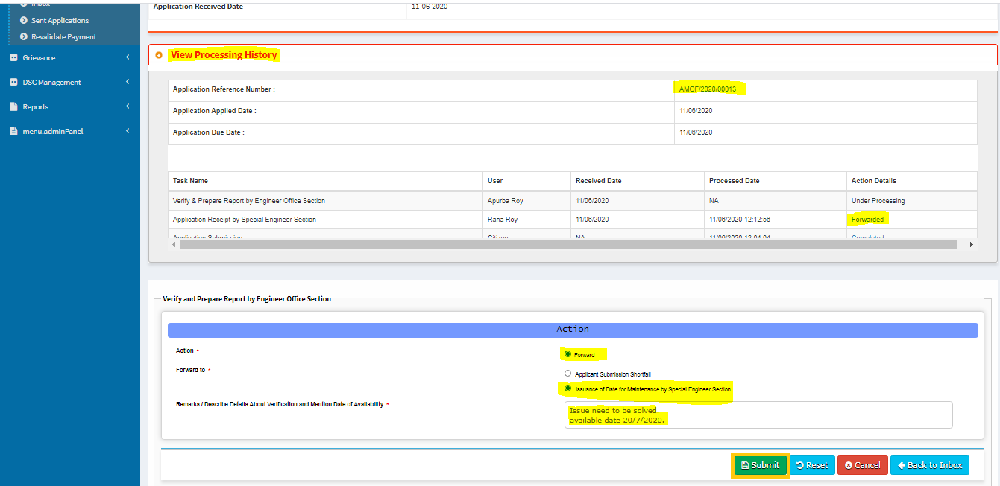 Inbox
Sent Applications
Revalidate Payment
Grievance
DSC Management
Reports
menu.adminPanel
Application Received Date-
11-06-2020
View Processing History
Application Reference Number :
AMOF/2020/00013
Application Applied Date :
11/06/2020
Application Due Date :
11/06/2020
Task Name User Received Date Processed Date Action Details
Verify & Prepare Report by Engineer Office Section Apurba Roy 11/06/2020 NA Under Processing
Application Receipt by Special Engineer Section Rana Roy 11/06/2020 11/06/2020 12:12:56 Forwarded
Application Submission Citizen NA 11/06/2020 12:04:04 Completed
Verify and Prepare Report by Engineer Office Section
Action
Action *
Forward
Forward to *
Applicant Submission Shortfall
Issuance of Date for Maintenance by Special Engineer Section
Remarks / Describe Details About Verification and Mention Date of Availability *
Issue need to be solved.
available date 20/7/2020.
Submit Reset Cancel Back to Inbox